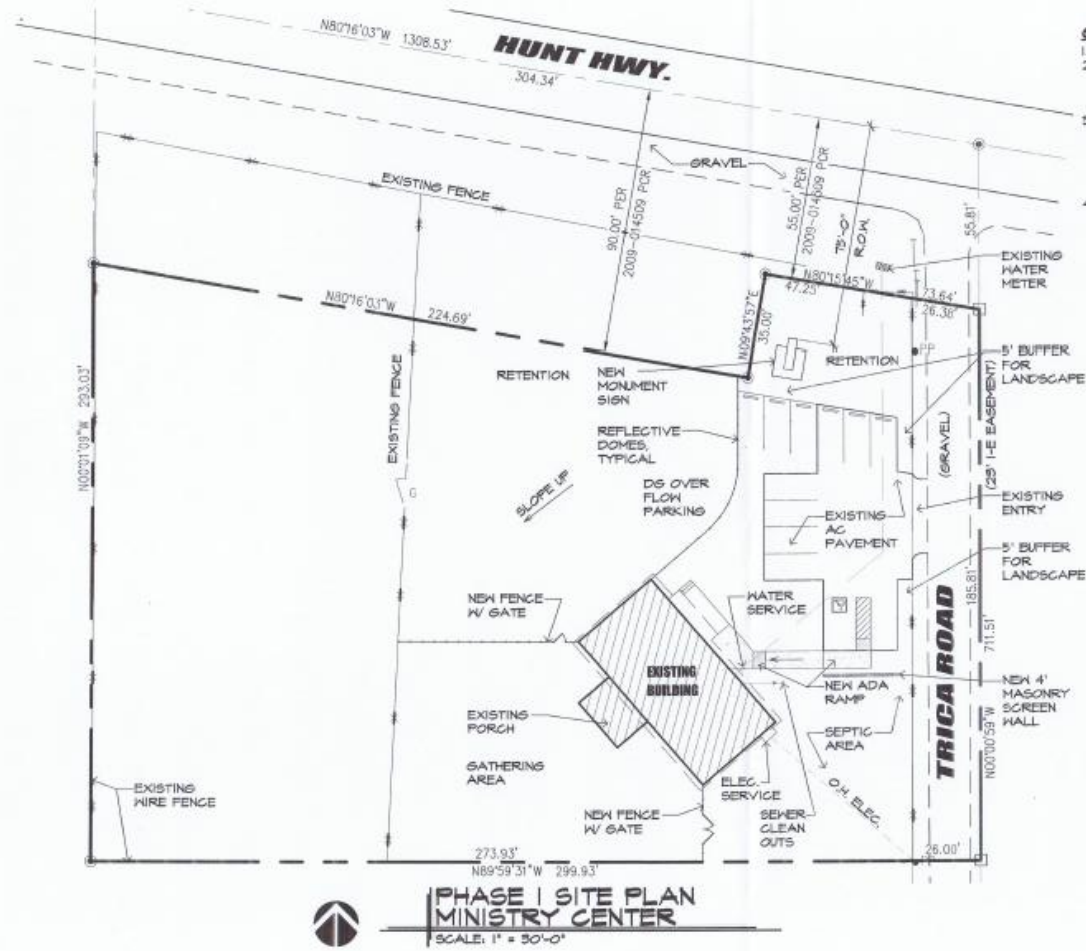 N80°16'03"W 1308.53'
HUNT HWY.
304.34'
GRAVEL
EXISTING FENCE
90.00' PER
2009-014509 PCR
55.00' PER
2009-014509 PCR
75'-0"
R.O.W.
55.81'
EXISTING
WATER
METER
N80°15'45"W
47.25'
73.64'
26.38'
N80°16'03"W
224.69'
N09°43'57"E
35.00'
PP
RETENTION
RETENTION
NEW
MONUMENT
SIGN
5' BUFFER
FOR
LANDSCAPE
N00°01'09"W 293.03'
EXISTING FENCE
REFLECTIVE
DOMES,
TYPICAL
(GRAVEL)
(25' I-E EASEMENT)
G
SLOPE UP
DG OVER
FLOW
PARKING
EXISTING
AC
PAVEMENT
EXISTING
ENTRY
5' BUFFER
FOR
LANDSCAPE
NEW FENCE
W/ GATE
WATER
SERVICE
185.81'
711.51'
N00°00'59"W
TRICA ROAD
EXISTING
BUILDING
NEW ADA
RAMP
NEW 4'
MASONRY
SCREEN
WALL
EXISTING
PORCH
SEPTIC
AREA
GATHERING
AREA
EXISTING
WIRE FENCE
ELEC.
SERVICE
O.H. ELEC.
NEW FENCE
W/ GATE
SEWER
CLEAN
OUTS
273.93'
26.00'
N89°59'31"W 299.93'
PHASE I SITE PLAN
MINISTRY CENTER
SCALE: 1" = 30'-0"